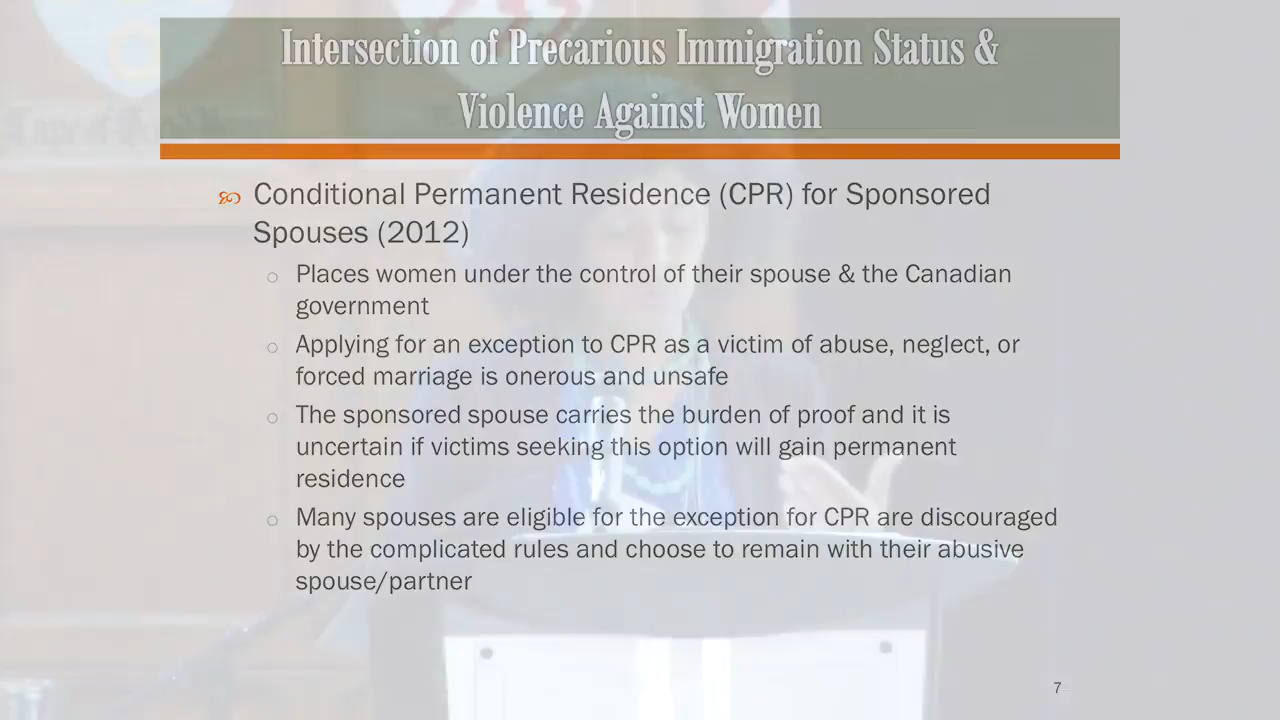 Intersection of Precarious Immigration Status &
Violence Against Women
Conditional Permanent Residence (CPR) for Sponsored
Spouses (2012)
Places women under the control of their spouse & the Canadian
government
Applying for an exception to CPR as a victim of abuse, neglect, or
forced marriage is onerous and unsafe
The sponsored spouse carries the burden of proof and it is
uncertain if victims seeking this option will gain permanent
residence
Many spouses are eligible for the exception for CPR are discouraged
by the complicated rules and choose to remain with their abusive
spouse/partner
7